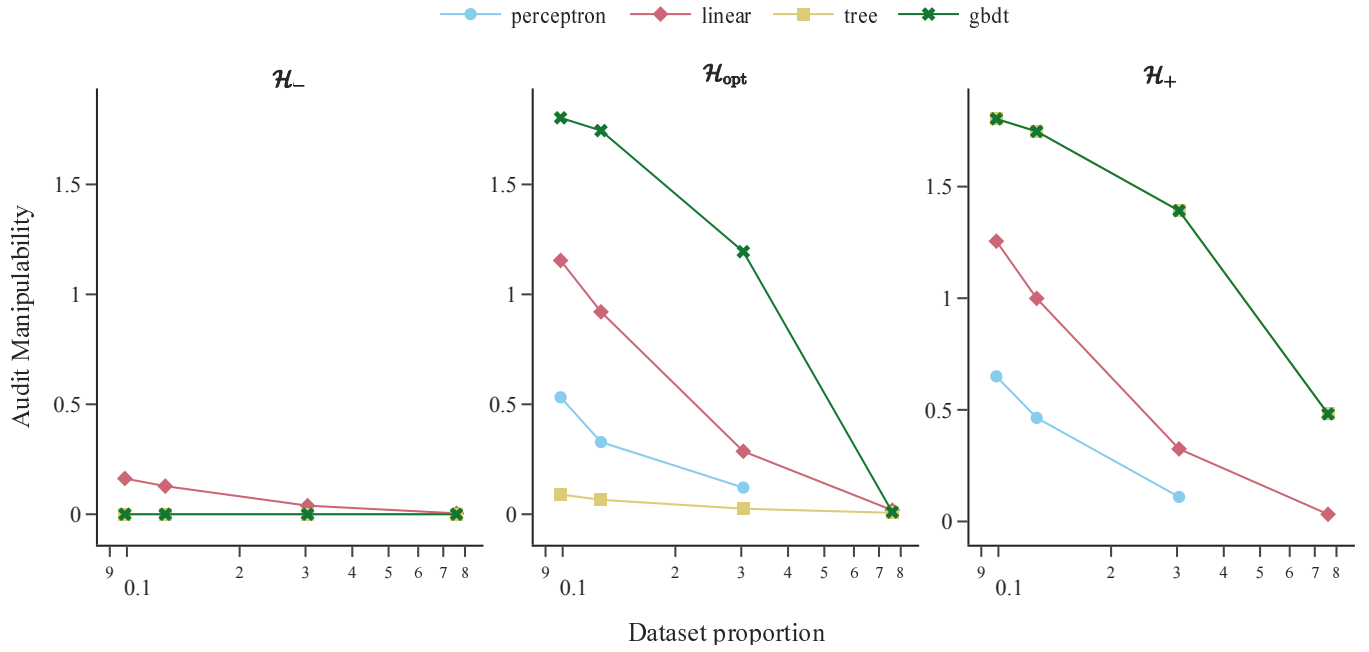 perceptron linear tree gbdt
ℋ₋ ℋopt ℋ₊
Audit Manipulability
1.5
1
0.5
0
9 0.1 2 3 4 5 6 7 8
1.5
1
0.5
0
9 0.1 2 3 4 5 6 7 8
1.5
1
0.5
0
9 0.1 2 3 4 5 6 7 8
Dataset proportion